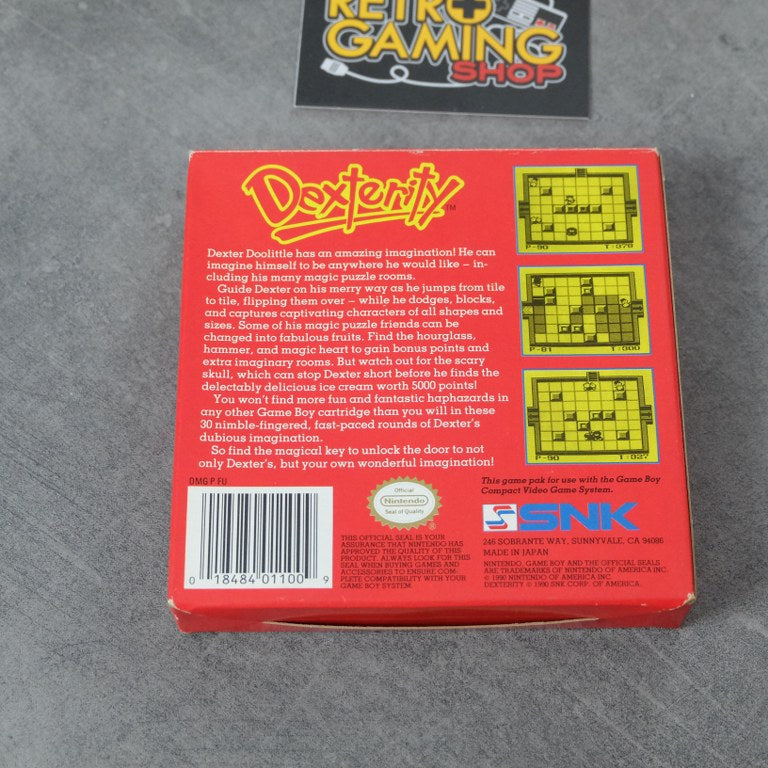 RETRO
GAMING
SHOP
Dexterity™
Dexter Doolittle has an amazing imagination! He can
imagine himself to be anywhere he would like – in-
cluding his many magic puzzle rooms.
Guide Dexter on his merry way as he jumps from tile
to tile, flipping them over – while he dodges, blocks,
and captures captivating characters of all shapes and
sizes. Some of his magic puzzle friends can be
changed into fabulous fruits. Find the hourglass,
hammer, and magic heart to gain bonus points and
extra imaginary rooms. But watch out for the scary
skull, which can stop Dexter short before he finds the
delectably delicious ice cream worth 5000 points!
You won't find more fun and fantastic haphazards in
any other Game Boy cartridge than you will in these
30 nimble-fingered, fast-paced rounds of Dexter's
dubious imagination.
So find the magical key to unlock the door to not
only Dexter's, but your own wonderful imagination!
P-90 T:378
P-81 T:300
P-90 T:327
DMG P FU
0 18484 01100 9
Official
Nintendo
Seal of Quality
®
THIS OFFICIAL SEAL IS YOUR
ASSURANCE THAT NINTENDO HAS
APPROVED THE QUALITY OF THIS
PRODUCT. ALWAYS LOOK FOR THIS
SEAL WHEN BUYING GAMES AND
ACCESSORIES TO ENSURE COM-
PLETE COMPATIBILITY WITH YOUR
GAME BOY SYSTEM.
This game pak for use with the Game Boy
Compact Video Game System.
SNK
246 SOBRANTE WAY, SUNNYVALE, CA 94086
MADE IN JAPAN
NINTENDO, GAME BOY AND THE OFFICIAL SEALS
ARE TRADEMARKS OF NINTENDO OF AMERICA INC.
© 1990 NINTENDO OF AMERICA INC.
DEXTERITY © 1990 SNK CORP. OF AMERICA.